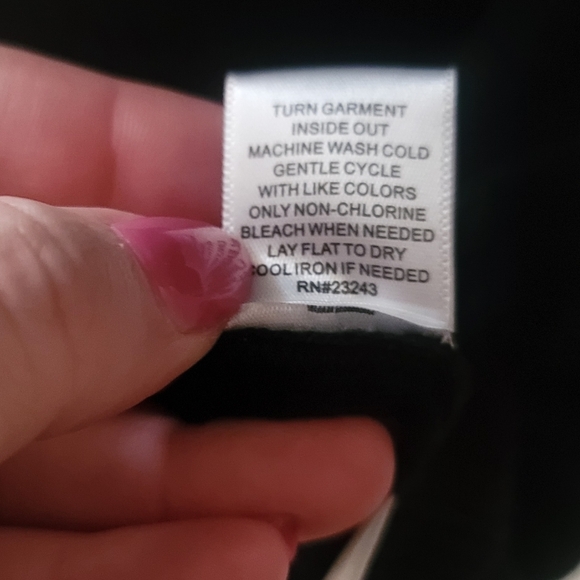 TURN GARMENT
INSIDE OUT
MACHINE WASH COLD
GENTLE CYCLE
WITH LIKE COLORS
ONLY NON-CHLORINE
BLEACH WHEN NEEDED
LAY FLAT TO DRY
COOL IRON IF NEEDED
RN#23243